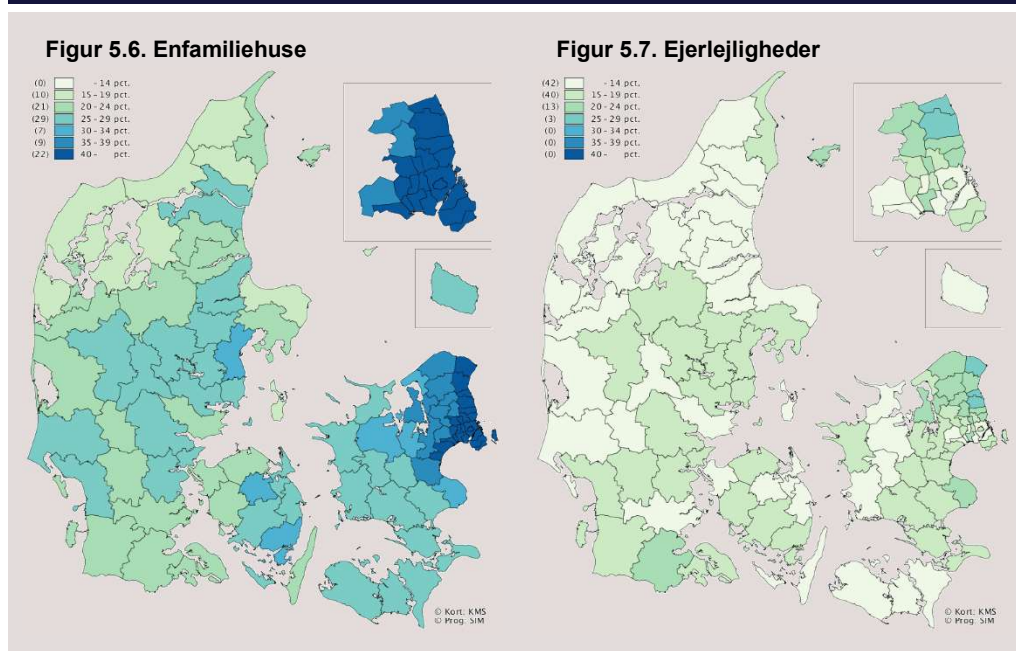 Figur 5.6. Enfamiliehuse
(0) - 14 pct.
(10) 15 - 19 pct.
(21) 20 - 24 pct.
(29) 25 - 29 pct.
(7) 30 - 34 pct.
(9) 35 - 39 pct.
(22) 40 - pct.
© Kort: KMS
© Prog: SIM
Figur 5.7. Ejerlejligheder
(42) - 14 pct.
(40) 15 - 19 pct.
(13) 20 - 24 pct.
(3) 25 - 29 pct.
(0) 30 - 34 pct.
(0) 35 - 39 pct.
(0) 40 - pct.
© Kort: KMS
© Prog: SIM